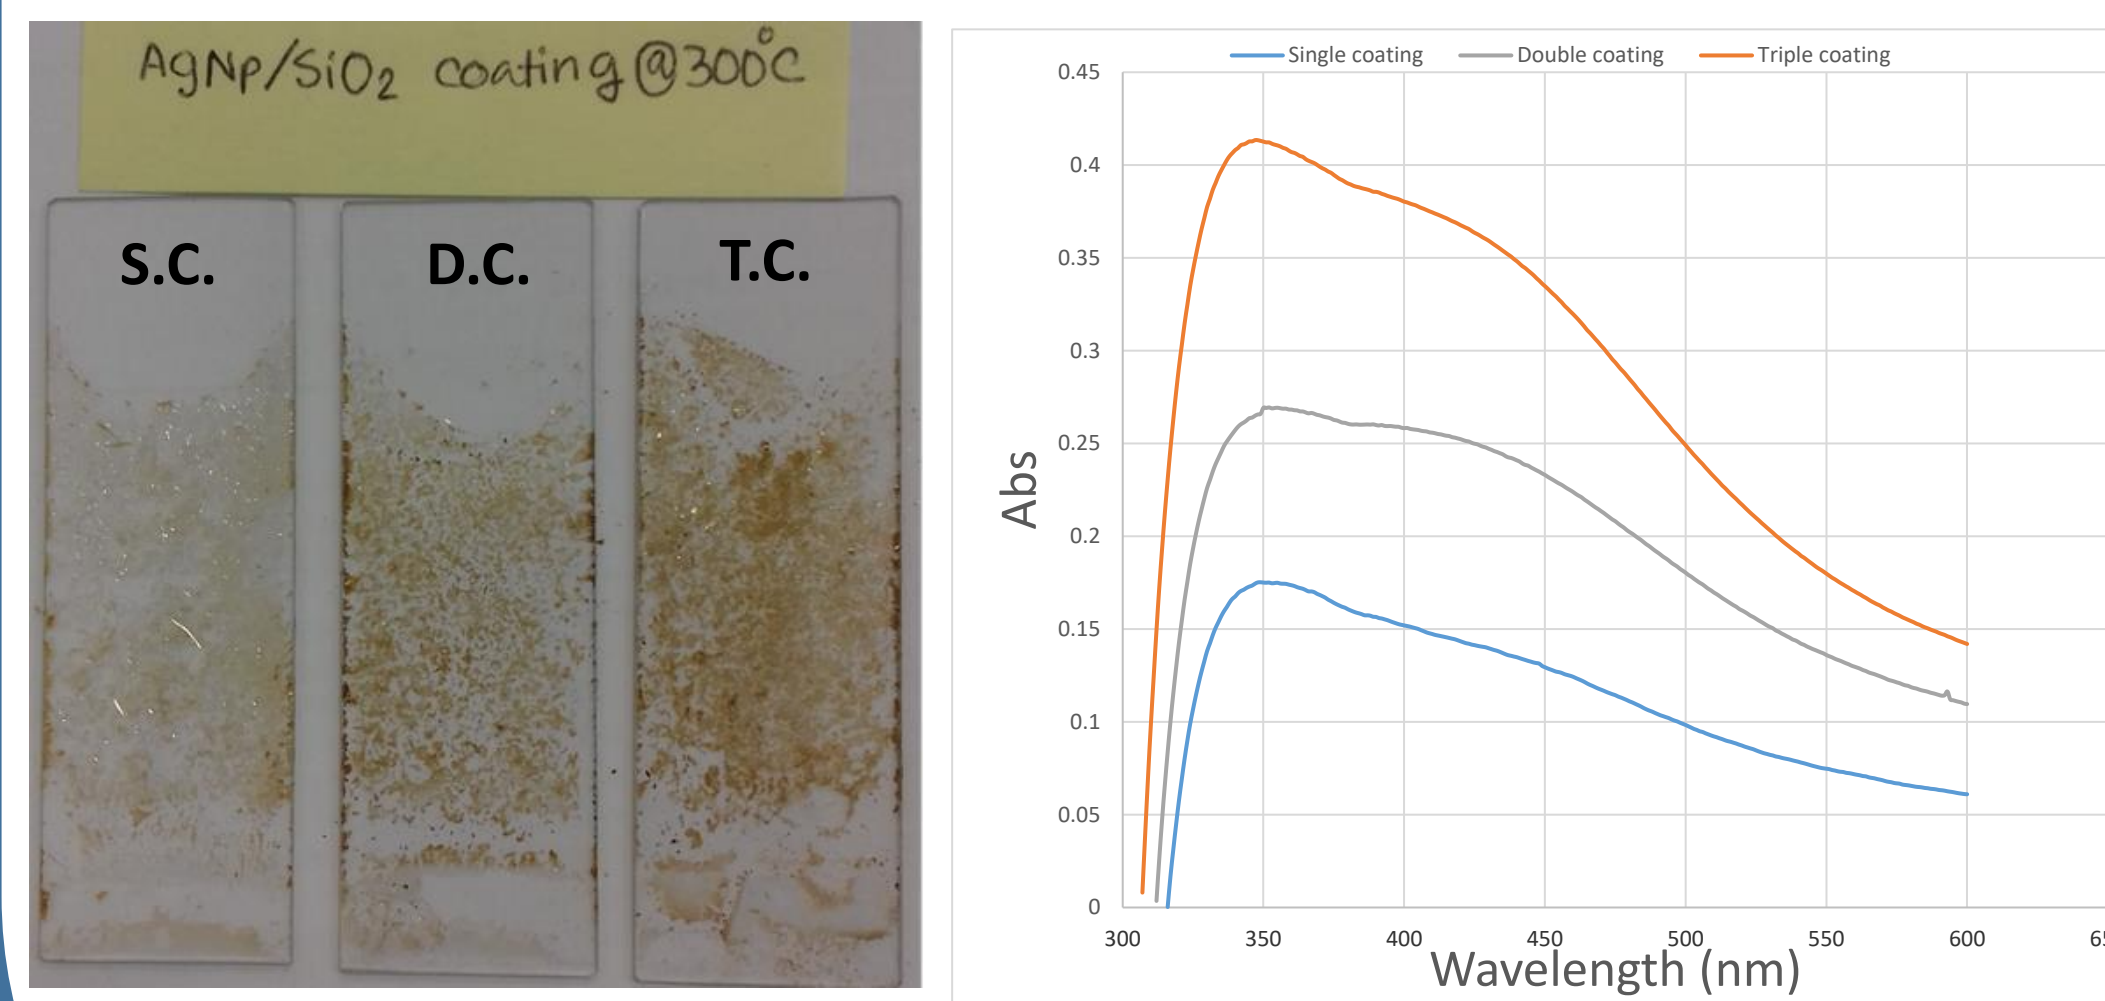 AgNp/SiO₂ coating @ 300°C
S.C.
D.C.
T.C.
Single coating
Double coating
Triple coating
0.45
0.4
0.35
0.3
0.25
0.2
0.15
0.1
0.05
0
Abs
300 350 400 450 500 550 600
Wavelength (nm)